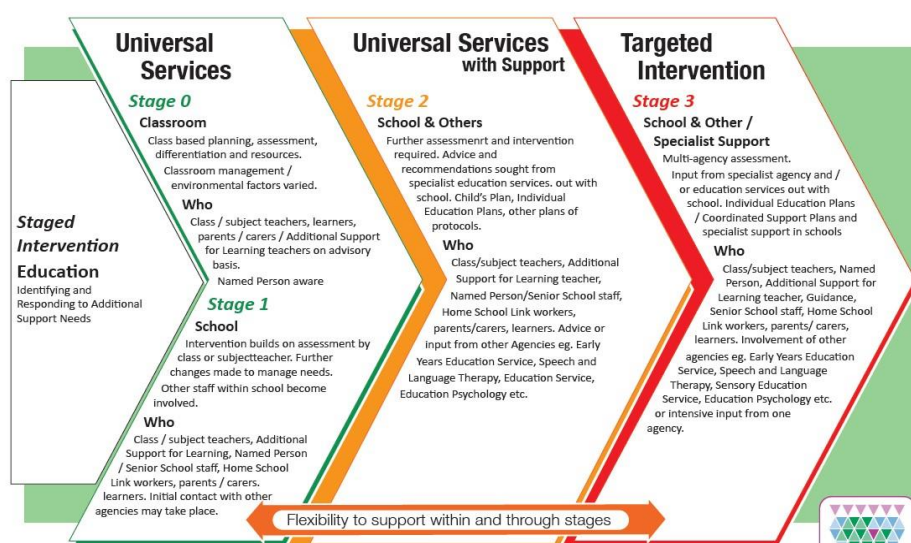 Staged
Intervention
Education
Identifying and
Responding to Additional
Support Needs
Universal
Services
Stage 0
Classroom
Class based planning, assessment,
differentiation and resources.
Classroom management /
environmental factors varied.
Who
Class / subject teachers, learners,
parents / carers / Additional Support
for Learning teachers on advisory
basis.
Named Person aware
Stage 1
School
Intervention builds on assessment by
class or subjectteacher. Further
changes made to manage needs.
Other staff within school become
involved.
Who
Class / subject teachers, Additional
Support for Learning, Named Person
/ Senior School staff, Home School
Link workers, parents / carers.
learners. Initial contact with other
agencies may take place.
Universal Services
with Support
Stage 2
School & Others
Further assessmenrt and intervention
required. Advice and
recommendations sought from
specialist education services. out with
school. Child's Plan, Individual
Education Plans, other plans of
protocols.
Who
Class/subject teachers, Additional
Support for Learning teacher,
Named Person/Senior School staff,
Home School Link workers,
parents/carers, learners. Advice or
input from other Agencies eg. Early
Years Education Service, Speech and
Language Therapy, Education Service,
Education Psychology etc.
Targeted
Intervention
Stage 3
School & Other /
Specialist Support
Multi-agency assessment.
Input from specialist agency and /
or education services out with
school. Individual Education Plans
/ Coordinated Support Plans and
specialist support in schools
Who
Class/subject teachers, Named
Person, Additional Support for
Learning teacher, Guidance,
Senior School staff, Home School
Link workers, parents/ carers,
learners. Involvement of other
agencies eg. Early Years Education
Service, Speech and Language
Therapy, Sensory Education
Service, Education Psychology etc.
or intensive input from one
agency.
Flexibility to support within and through stages